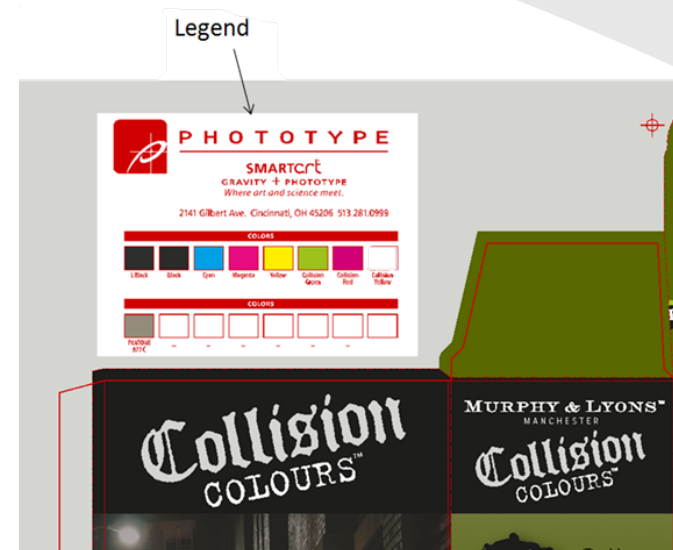 Legend
PHOTOTYPE
SMARTart
GRAVITY + PHOTOTYPE
Where art and science meet.
2141 Gilbert Ave. Cincinnati, OH 45206 513.281.0999
COLORS
L Black Black Cyan Magenta Yellow Collision Green Collision Red Collision Yellow
COLORS
PANTONE 877 C
Collision
COLOURS™
MURPHY & LYONS™
MANCHESTER
Collision™
COLOURS